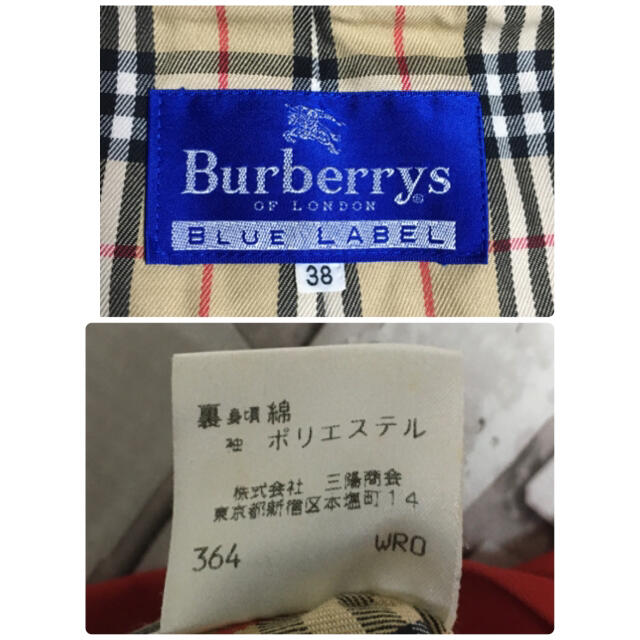 Burberrys®
OF LONDON
BLUE LABEL
38
裏 身頃 綿
袖 ポリエステル
株式会社 三陽商会
東京都新宿区本塩町14
364 WRO